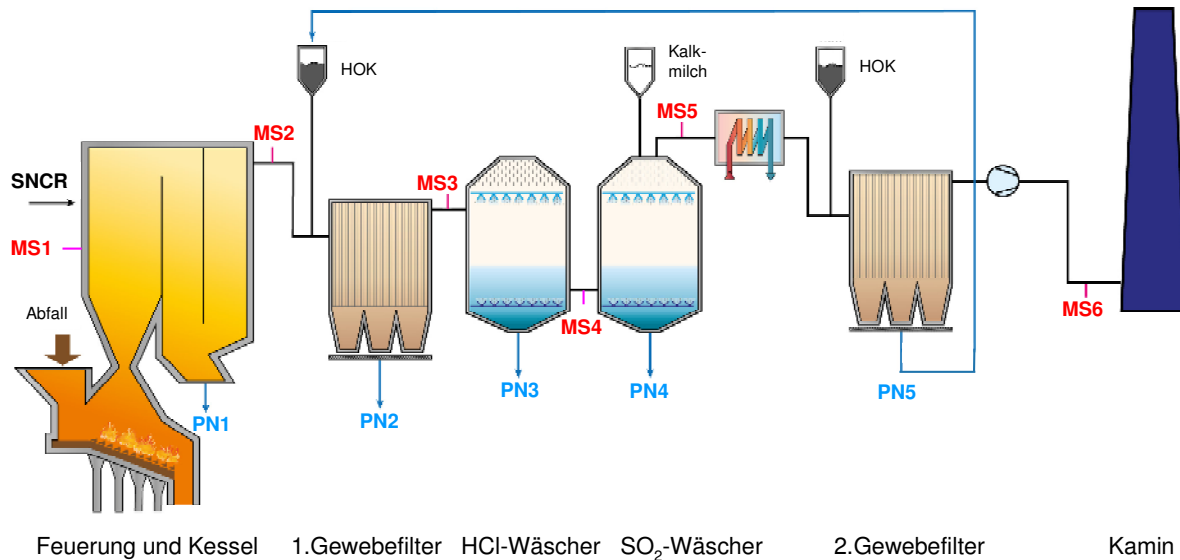 HOK
Kalk-
milch
HOK
MS2
MS5
SNCR
MS3
MS1
Abfall
MS4
MS6
PN1
PN2
PN3
PN4
PN5
Feuerung und Kessel
1.Gewebefilter
HCl-Wäscher
SO₂-Wäscher
2.Gewebefilter
Kamin